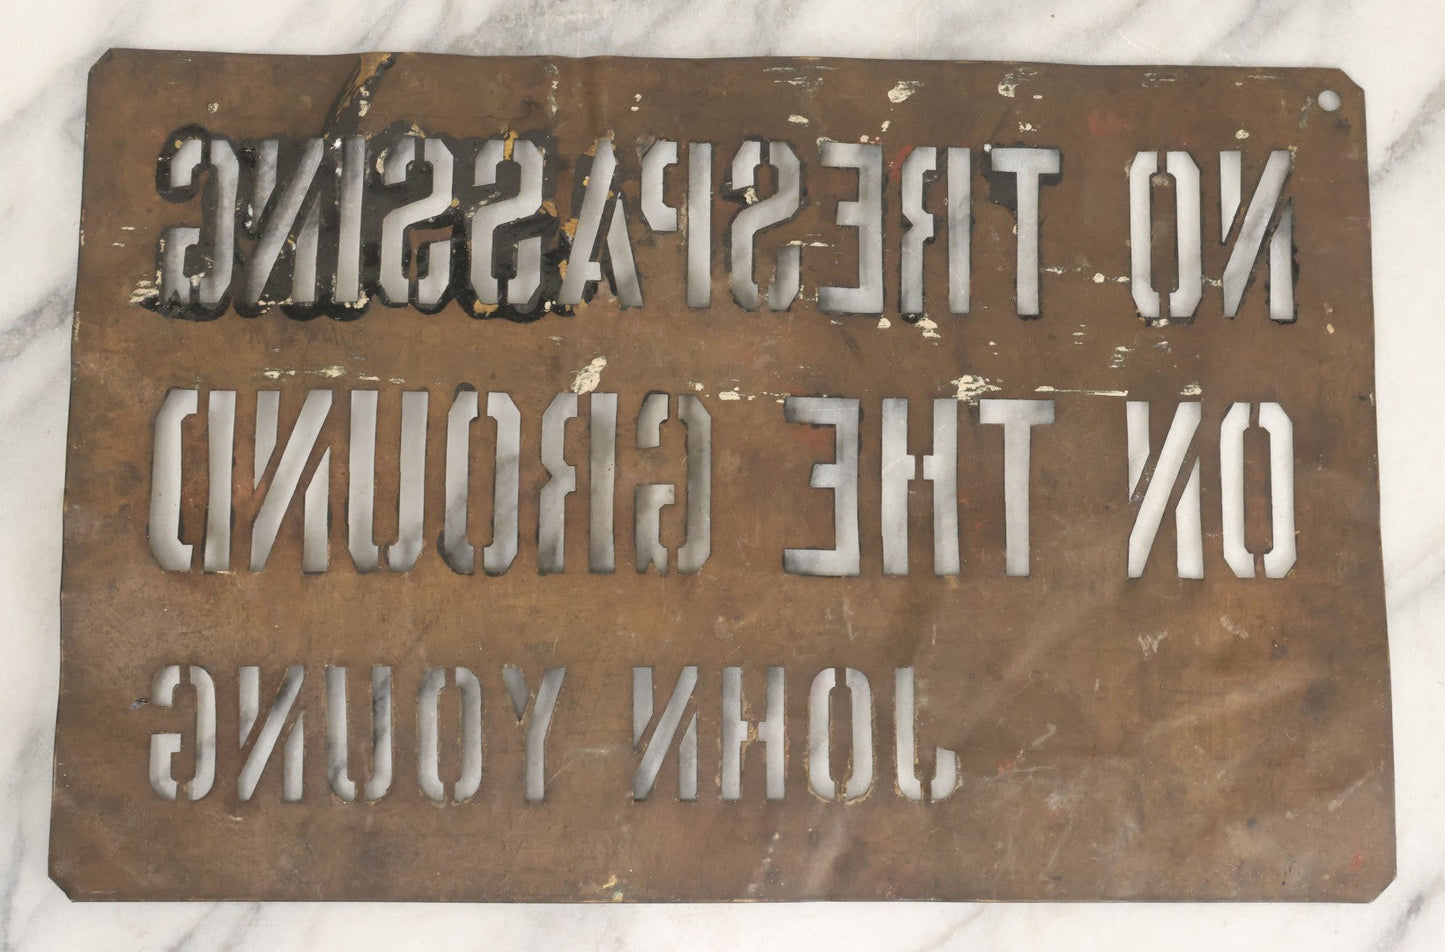 NO TRESPASSING
ON THE GROUND
JOHN YOUNG